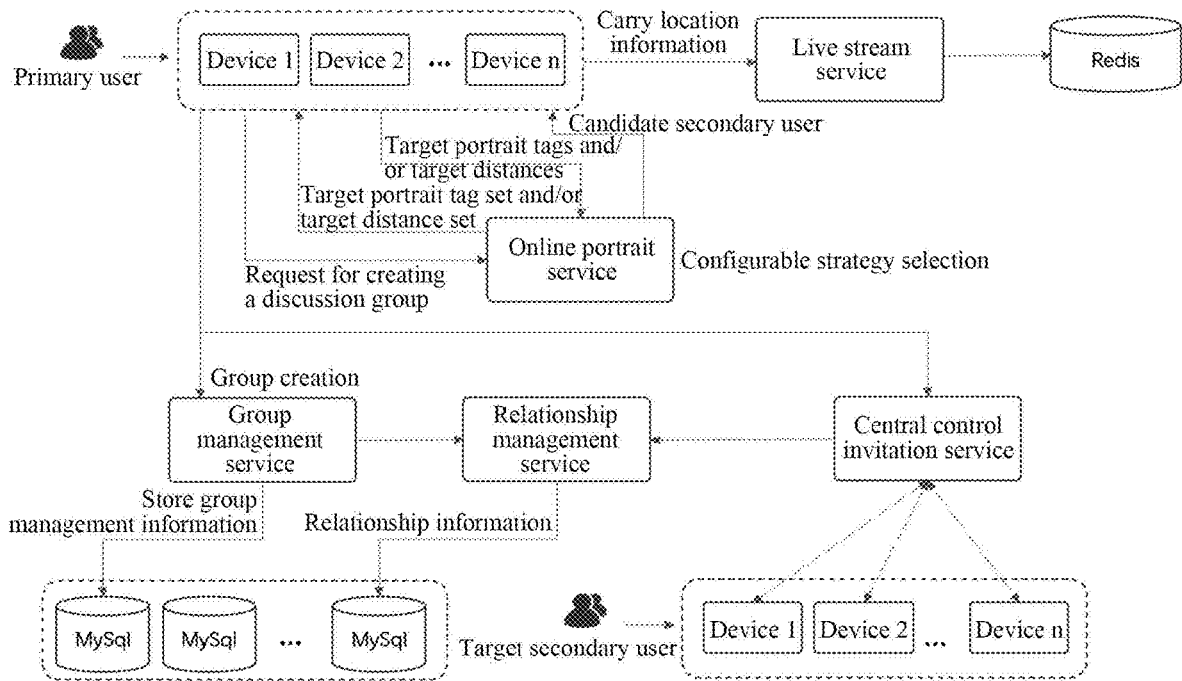 Primary user
Device 1
Device 2
...
Device n
Carry location
information
Live stream
service
Redis
Candidate secondary user
Target portrait tags and/
or target distances
Target portrait tag set and/or
target distance set
Online portrait
service
Configurable strategy selection
Request for creating
a discussion group
Group creation
Group
management
service
Relationship
management
service
Central control
invitation service
Store group
management information
Relationship information
MySql
MySql
...
MySql
Target secondary user
Device 1
Device 2
...
Device n